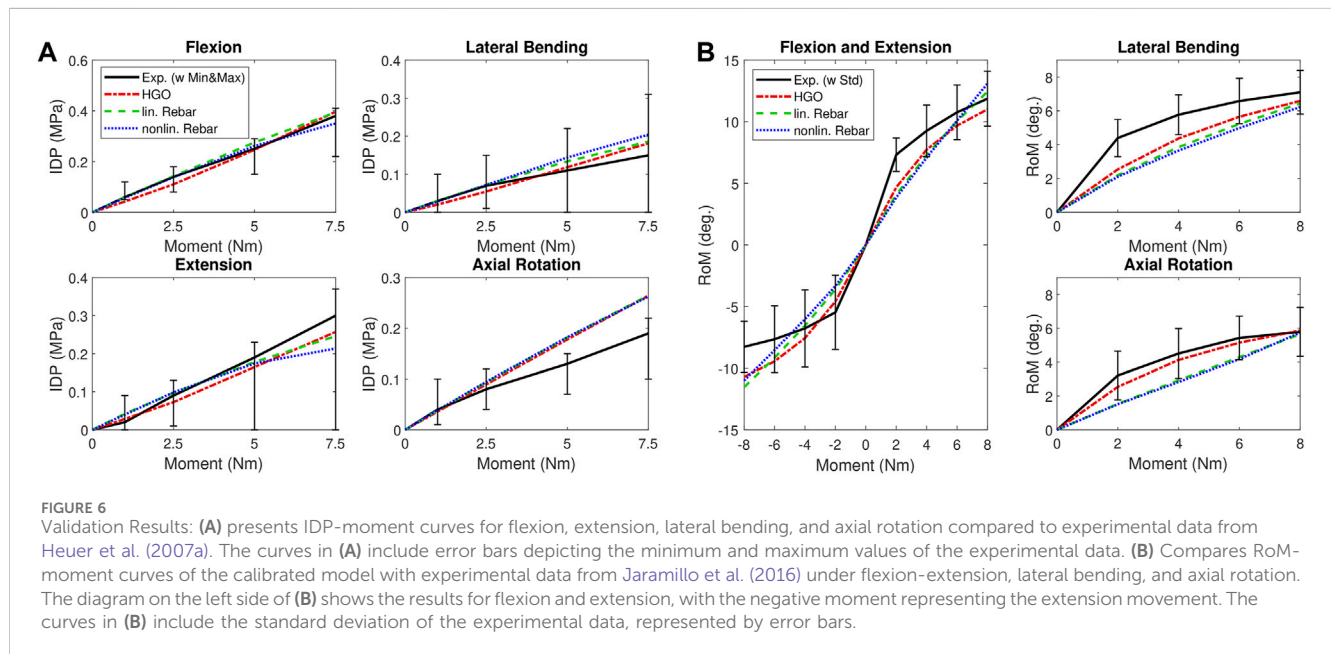 A
Flexion
IDP (MPa)
0.6
0.4
0.2
0
Exp. (w Min&Max)
HGO
lin. Rebar
nonlin. Rebar
0 2.5 5 7.5
Moment (Nm)
Lateral Bending
IDP (MPa)
0.4
0.3
0.2
0.1
0
0 2.5 5 7.5
Moment (Nm)
Extension
IDP (MPa)
0.4
0.3
0.2
0.1
0
0 2.5 5 7.5
Moment (Nm)
Axial Rotation
IDP (MPa)
0.3
0.2
0.1
0
0 2.5 5 7.5
Moment (Nm)
B
Flexion and Extension
RoM (deg.)
15
10
5
0
-5
-10
-15
Exp. (w Std)
HGO
lin. Rebar
nonlin. Rebar
-8 -6 -4 -2 0 2 4 6 8
Moment (Nm)
Lateral Bending
RoM (deg.)
8
6
4
2
0
0 2 4 6 8
Moment (Nm)
Axial Rotation
RoM (deg.)
8
6
4
2
0
0 2 4 6 8
Moment (Nm)
FIGURE 6
Validation Results: (A) presents IDP-moment curves for flexion, extension, lateral bending, and axial rotation compared to experimental data from
Heuer et al. (2007a). The curves in (A) include error bars depicting the minimum and maximum values of the experimental data. (B) Compares RoM-
moment curves of the calibrated model with experimental data from Jaramillo et al. (2016) under flexion-extension, lateral bending, and axial rotation.
The diagram on the left side of (B) shows the results for flexion and extension, with the negative moment representing the extension movement. The
curves in (B) include the standard deviation of the experimental data, represented by error bars.